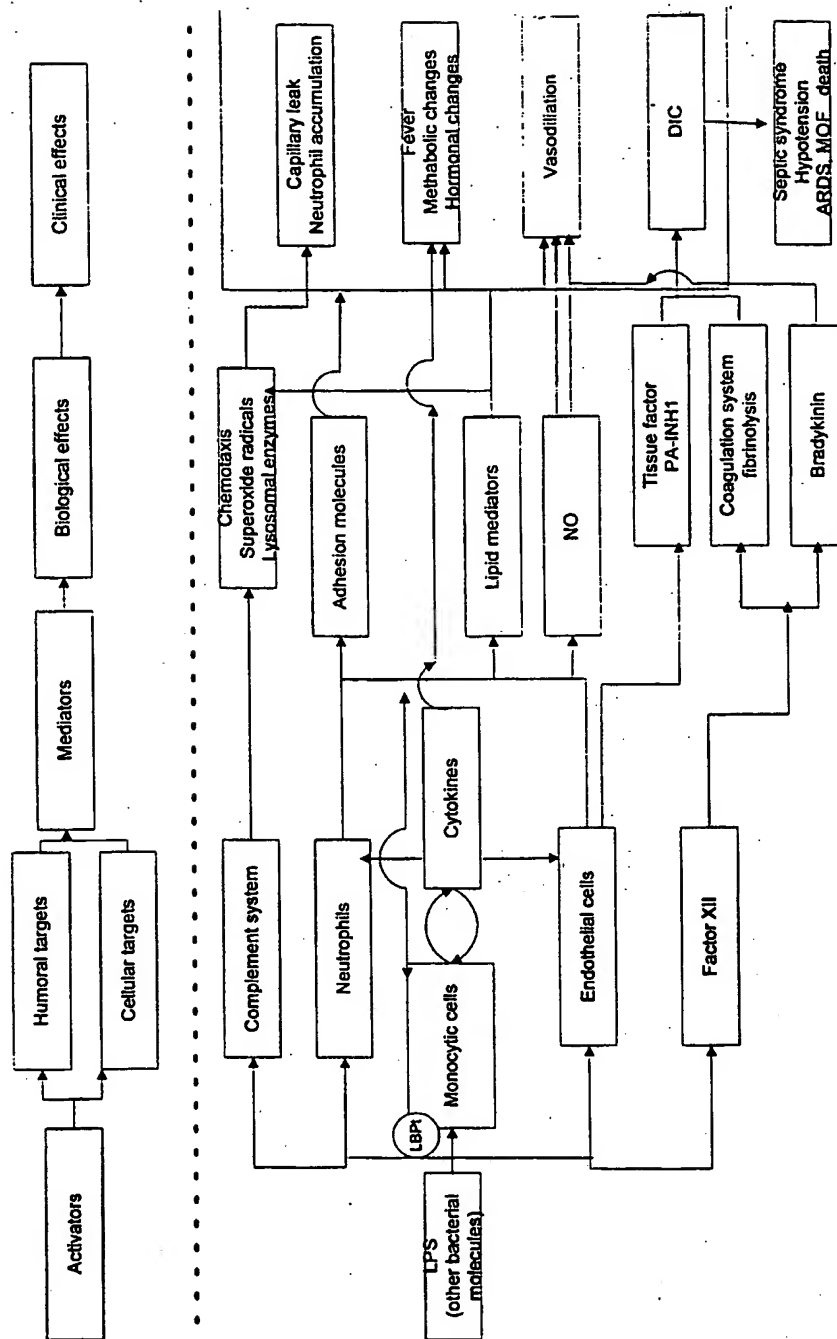 Activators
Humoral targets
Cellular targets
Mediators
Biological effects
Clinical effects
LPS
(other bacterial
molecules)
LBPt
Complement system
Neutrophils
Monocytic cells
Endothelial cells
Factor XII
Cytokines
Chemotaxis
Superoxide radicals
Lysosomal enzymes
Adhesion molecules
Lipid mediators
NO
Tissue factor
PA-INH1
Coagulation system
fibrinolysis
Bradykinin
Capillary leak
Neutrophil accumulation
Fever
Methabolic changes
Hormonal changes
Vasodiliation
DIC
Septic syndrome
Hypotension
ARDS, MOF death